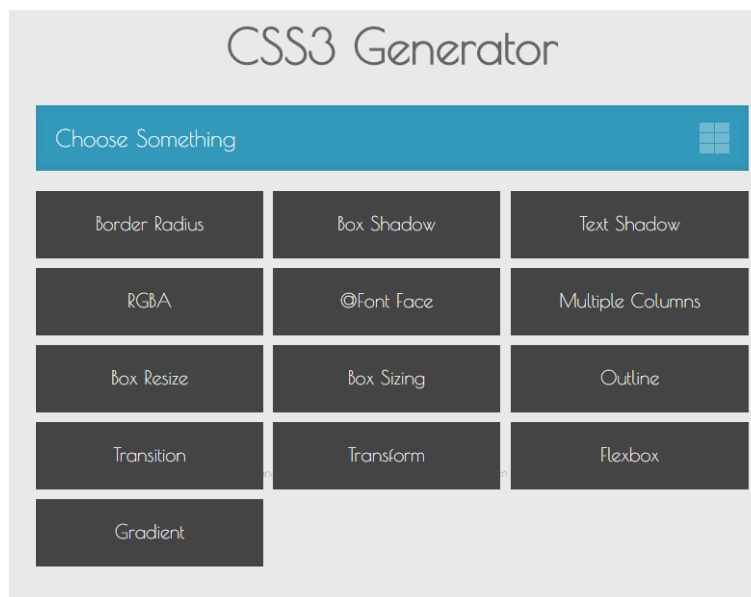 CSS3 Generator
Choose Something
Border Radius
Box Shadow
Text Shadow
RGBA
@Font Face
Multiple Columns
Box Resize
Box Sizing
Outline
Transition
Transform
Flexbox
Gradient